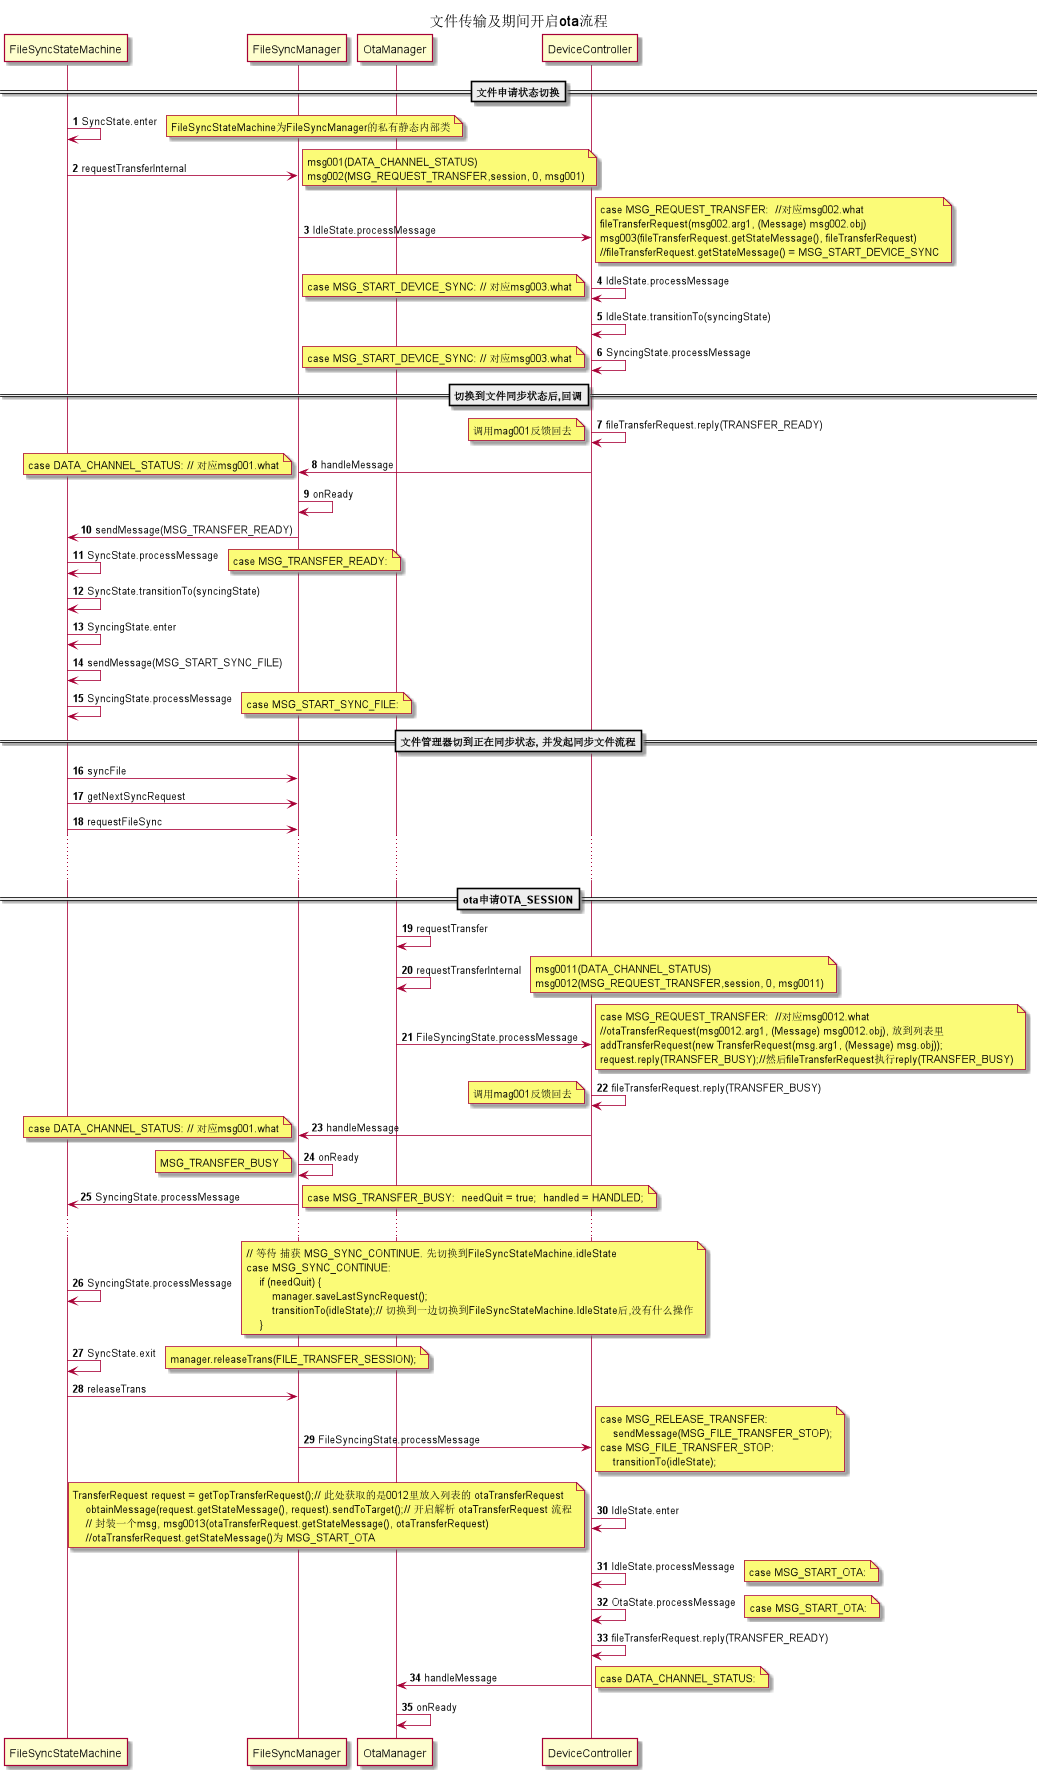 文件传输及期间开启ota流程
FileSyncStateMachine
FileSyncManager
OtaManager
DeviceController
文件申请状态切换
1 SyncState.enter
FileSyncStateMachine为FileSyncManager的私有静态内部类
2 requestTransferInternal
msg001(DATA_CHANNEL_STATUS)
msg002(MSG_REQUEST_TRANSFER,session, 0, msg001)
3 IdleState.processMessage
case MSG_REQUEST_TRANSFER:  //对应msg002.what
fileTransferRequest(msg002.arg1, (Message) msg002.obj)
msg003(fileTransferRequest.getStateMessage(), fileTransferRequest)
//fileTransferRequest.getStateMessage() = MSG_START_DEVICE_SYNC
4 IdleState.processMessage
case MSG_START_DEVICE_SYNC: // 对应msg003.what
5 IdleState.transitionTo(syncingState)
6 SyncingState.processMessage
case MSG_START_DEVICE_SYNC: // 对应msg003.what
切换到文件同步状态后,回调
7 fileTransferRequest.reply(TRANSFER_READY)
调用mag001反馈回去
8 handleMessage
case DATA_CHANNEL_STATUS: // 对应msg001.what
9 onReady
10 sendMessage(MSG_TRANSFER_READY)
11 SyncState.processMessage
case MSG_TRANSFER_READY:
12 SyncState.transitionTo(syncingState)
13 SyncingState.enter
14 sendMessage(MSG_START_SYNC_FILE)
15 SyncingState.processMessage
case MSG_START_SYNC_FILE:
文件管理器切到正在同步状态, 并发起同步文件流程
16 syncFile
17 getNextSyncRequest
18 requestFileSync
ota申请OTA_SESSION
19 requestTransfer
20 requestTransferInternal
msg0011(DATA_CHANNEL_STATUS)
msg0012(MSG_REQUEST_TRANSFER,session, 0, msg0011)
21 FileSyncingState.processMessage
case MSG_REQUEST_TRANSFER:  //对应msg0012.what
//otaTransferRequest(msg0012.arg1, (Message) msg0012.obj), 放到列表里
addTransferRequest(new TransferRequest(msg.arg1, (Message) msg.obj));
request.reply(TRANSFER_BUSY);//然后fileTransferRequest执行reply(TRANSFER_BUSY)
22 fileTransferRequest.reply(TRANSFER_BUSY)
调用mag001反馈回去
23 handleMessage
case DATA_CHANNEL_STATUS: // 对应msg001.what
24 onReady
MSG_TRANSFER_BUSY
25 SyncingState.processMessage
case MSG_TRANSFER_BUSY:  needQuit = true;  handled = HANDLED;
26 SyncingState.processMessage
// 等待 捕获 MSG_SYNC_CONTINUE. 先切换到FileSyncStateMachine.idleState
case MSG_SYNC_CONTINUE:
if (needQuit) {
manager.saveLastSyncRequest();
transitionTo(idleState);// 切换到一边切换到FileSyncStateMachine.IdleState后,没有什么操作
}
27 SyncState.exit
manager.releaseTrans(FILE_TRANSFER_SESSION);
28 releaseTrans
29 FileSyncingState.processMessage
case MSG_RELEASE_TRANSFER:
sendMessage(MSG_FILE_TRANSFER_STOP);
case MSG_FILE_TRANSFER_STOP:
transitionTo(idleState);
30 IdleState.enter
TransferRequest request = getTopTransferRequest();// 此处获取的是0012里放入列表的 otaTransferRequest
obtainMessage(request.getStateMessage(), request).sendToTarget();// 开启解析 otaTransferRequest 流程
// 封装一个msg, msg0013(otaTransferRequest.getStateMessage(), otaTransferRequest)
//otaTransferRequest.getStateMessage()为 MSG_START_OTA
31 IdleState.processMessage
case MSG_START_OTA:
32 OtaState.processMessage
case MSG_START_OTA:
33 fileTransferRequest.reply(TRANSFER_READY)
34 handleMessage
case DATA_CHANNEL_STATUS:
35 onReady
FileSyncStateMachine
FileSyncManager
OtaManager
DeviceController